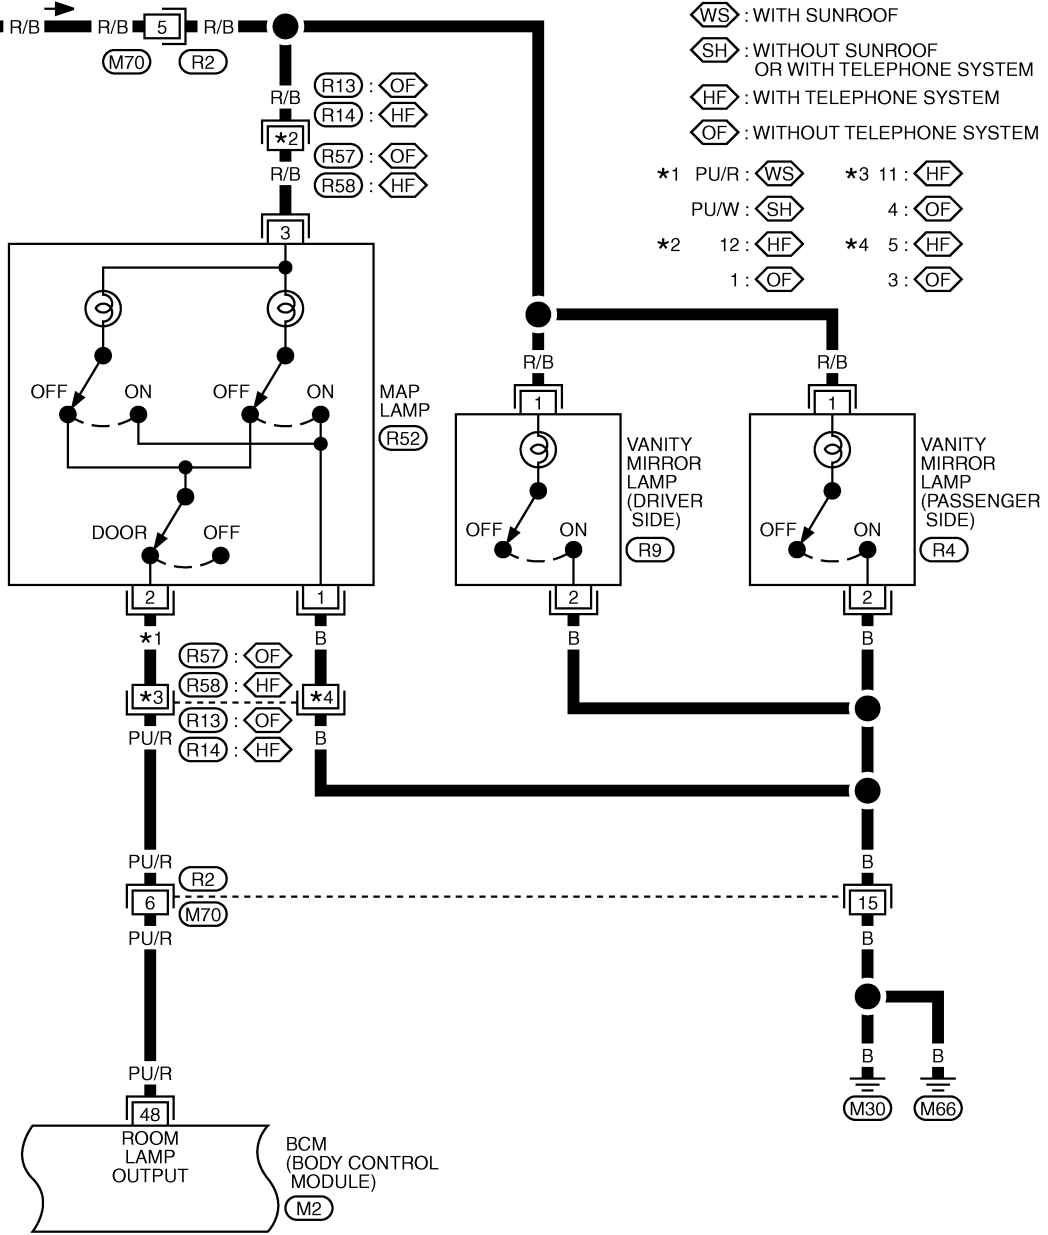 R/B R/B 5 R/B
M70 R2
WS : WITH SUNROOF
SH : WITHOUT SUNROOF
OR WITH TELEPHONE SYSTEM
HF : WITH TELEPHONE SYSTEM
OF : WITHOUT TELEPHONE SYSTEM
*1 PU/R : WS
PU/W : SH
*2 12 : HF
1 : OF
*3 11 : HF
4 : OF
*4 5 : HF
3 : OF
R/B
R13 : OF
R14 : HF
*2
R57 : OF
R58 : HF
R/B
3
OFF ON OFF ON
MAP
LAMP
R52
DOOR OFF
2 1
R/B R/B
1 1
VANITY
MIRROR
LAMP
(DRIVER
SIDE)
R9
OFF ON
2
VANITY
MIRROR
LAMP
(PASSENGER
SIDE)
R4
OFF ON
2
*1 B B B
R57 : OF
R58 : HF
*3 *4
R13 : OF
R14 : HF
PU/R B
PU/R B
R2
6 15
M70
PU/R B
PU/R B B
M30 M66
48
ROOM
LAMP
OUTPUT
BCM
(BODY CONTROL
MODULE)
M2